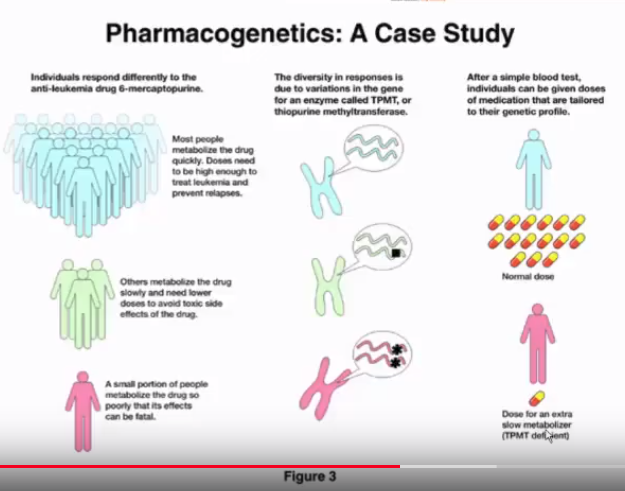 Pharmacogenetics: A Case Study
Individuals respond differently to the
anti-leukemia drug 6-mercaptopurine.
Most people
metabolize the drug
quickly. Doses need
to be high enough to
treat leukemia and
prevent relapses.
Others metabolize the drug
slowly and need lower
doses to avoid toxic side
effects of the drug.
A small portion of people
metabolize the drug so
poorly that its effects
can be fatal.
The diversity in responses is
due to variations in the gene
for an enzyme called TPMT, or
thiopurine methyltransferase.
After a simple blood test,
individuals can be given doses
of medication that are tailored
to their genetic profile.
Normal dose
Dose for an extra
slow metabolizer
(TPMT deficient)
Figure 3